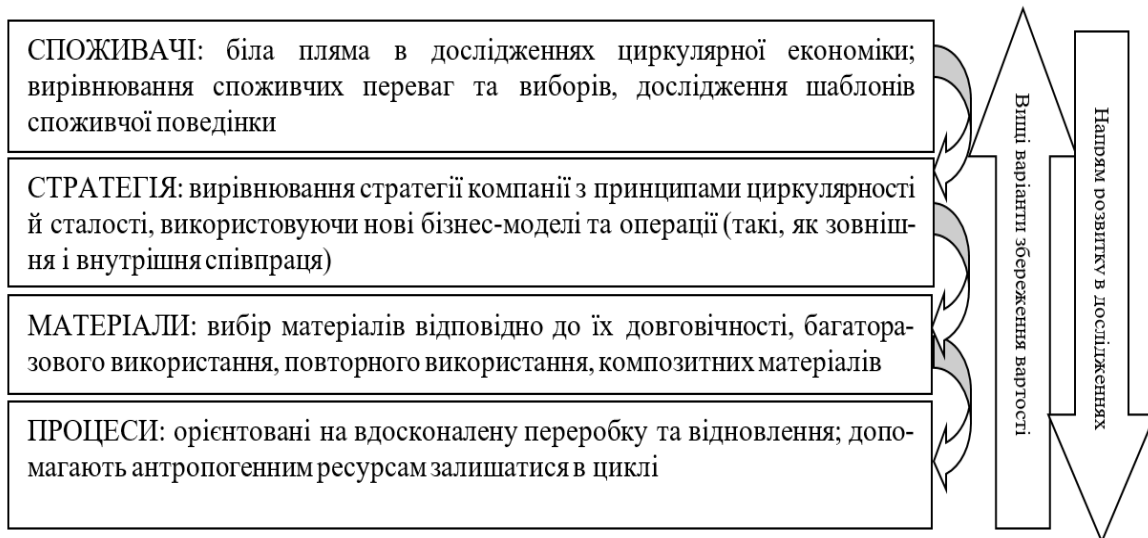 СПОЖИВАЧІ: біла пляма в дослідженнях циркулярної економіки;
вирівнювання споживчих переваг та виборів, дослідження шаблонів
споживчої поведінки
СТРАТЕГІЯ: вирівнювання стратегії компанії з принципами циркулярності
й сталості, використовуючи нові бізнес-моделі та операції (такі, як зовніш-
ня і внутрішня співпраця)
МАТЕРІАЛИ: вибір матеріалів відповідно до їх довговічності, багатора-
зового використання, повторного використання, композитних матеріалів
ПРОЦЕСИ: орієнтовані на вдосконалену переробку та відновлення; допо-
магають антропогенним ресурсам залишатися в циклі
Вищі варіанти збереження вартості
Напрям розвитку в дослідженнях